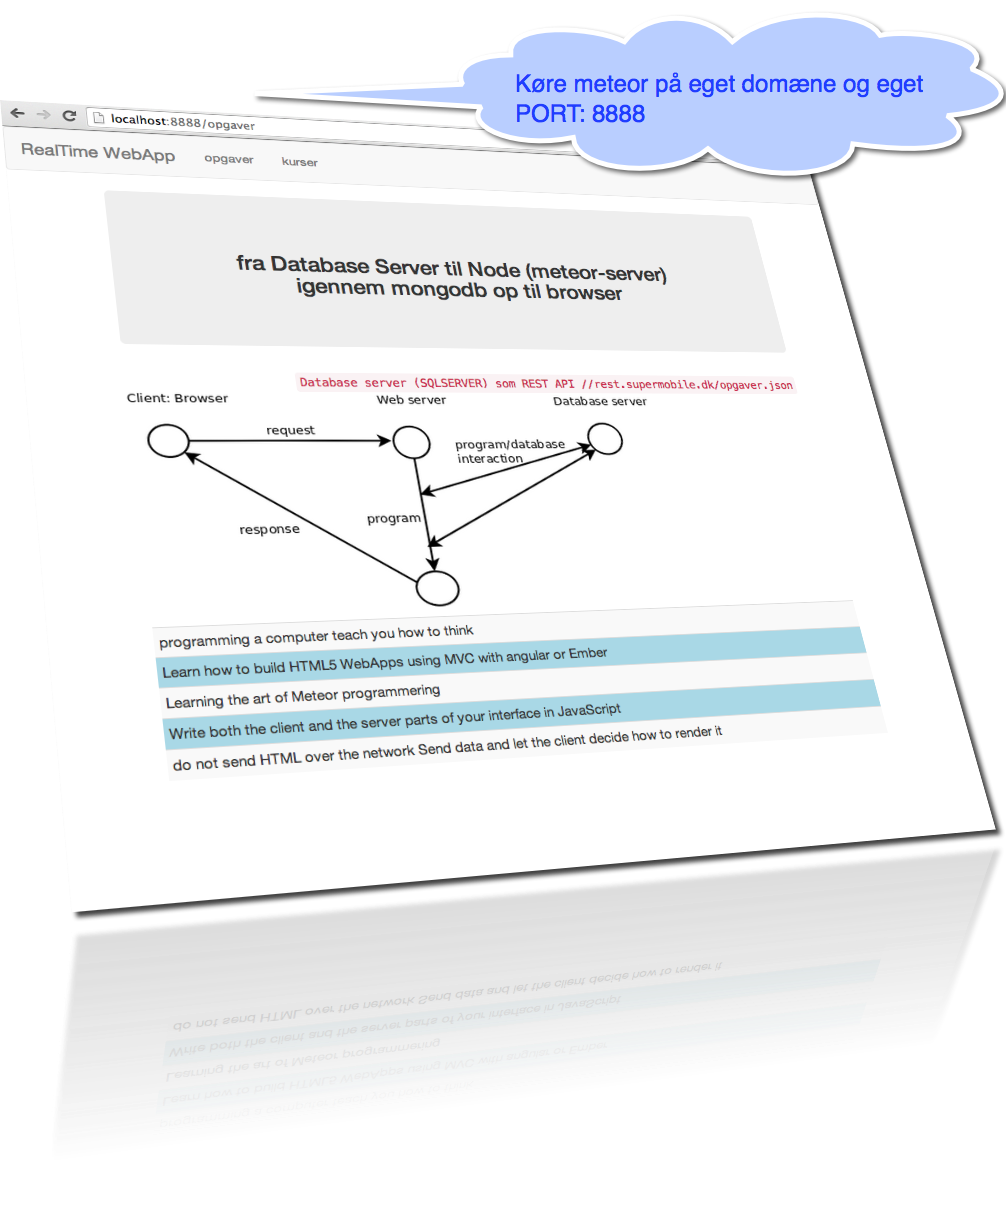 Køre meteor på eget domæne og eget
PORT: 8888
localhost:8888/opgaver
RealTime WebApp opgaver kurser
fra Database Server til Node (meteor-server)
igennem mongodb op til browser
Database server (SQLSERVER) som REST API //rest.supermobile.dk/opgaver.json
Client: Browser Web server Database server
request
program/database
interaction
program
response
programming a computer teach you how to think
Learn how to build HTML5 WebApps using MVC with angular or Ember
Learning the art of Meteor programmering
Write both the client and the server parts of your interface in JavaScript
do not send HTML over the network Send data and let the client decide how to render it